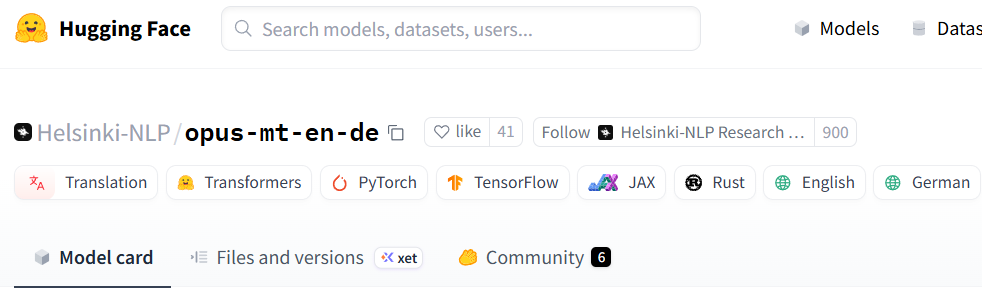 Hugging Face Search models, datasets, users... Models Datas
Helsinki-NLP/opus-mt-en-de like 41 Follow Helsinki-NLP Research ... 900
Translation Transformers PyTorch TensorFlow JAX Rust English German
Model card Files and versions xet Community 6